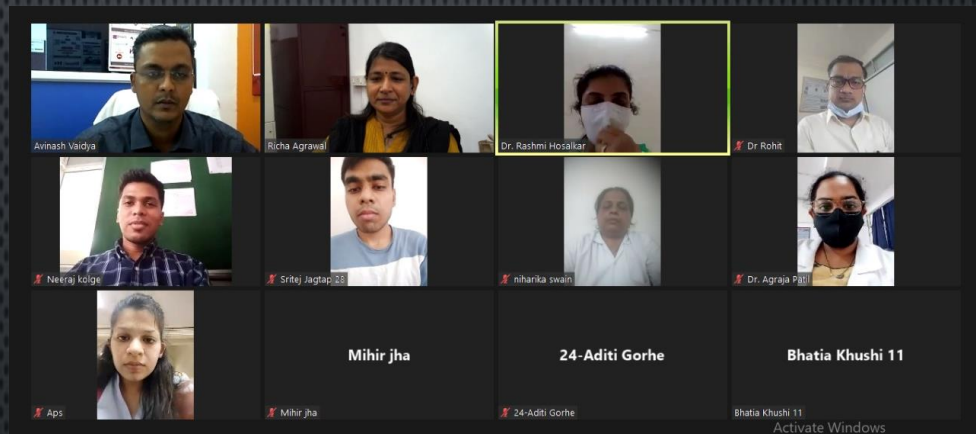 Avinash Vaidya
Richa Agrawal
Dr. Rashmi Hosalkar
Dr Rohit
Neeraj kolge
Sritej Jagtap 28
niharika swain
Dr. Agraja Patil
Aps
Mihir jha
Mihir jha
24-Aditi Gorhe
24-Aditi Gorhe
Bhatia Khushi 11
Bhatia Khushi 11
Activate Windows